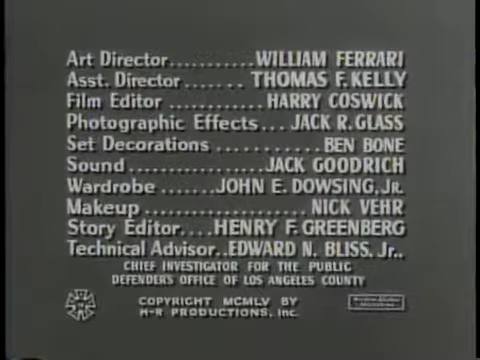 Art Director...........WILLIAM FERRARI
Asst. Director....... THOMAS F. KELLY
Film Editor ............HARRY COSWICK
Photographic Effects... JACK R. GLASS
Set Decorations ...........BEN BONE
Sound.................JACK GOODRICH
Wardrobe .......JOHN E. DOWSING, JR.
Makeup....................NICK VEHR
Story Editor....HENRY F. GREENBERG
Technical Advisor..EDWARD N. BLISS, Jr..
CHIEF INVESTIGATOR FOR THE PUBLIC
DEFENDERS OFFICE OF LOS ANGELES COUNTY
COPYRIGHT MCMLV BY
H-R PRODUCTIONS, Inc.